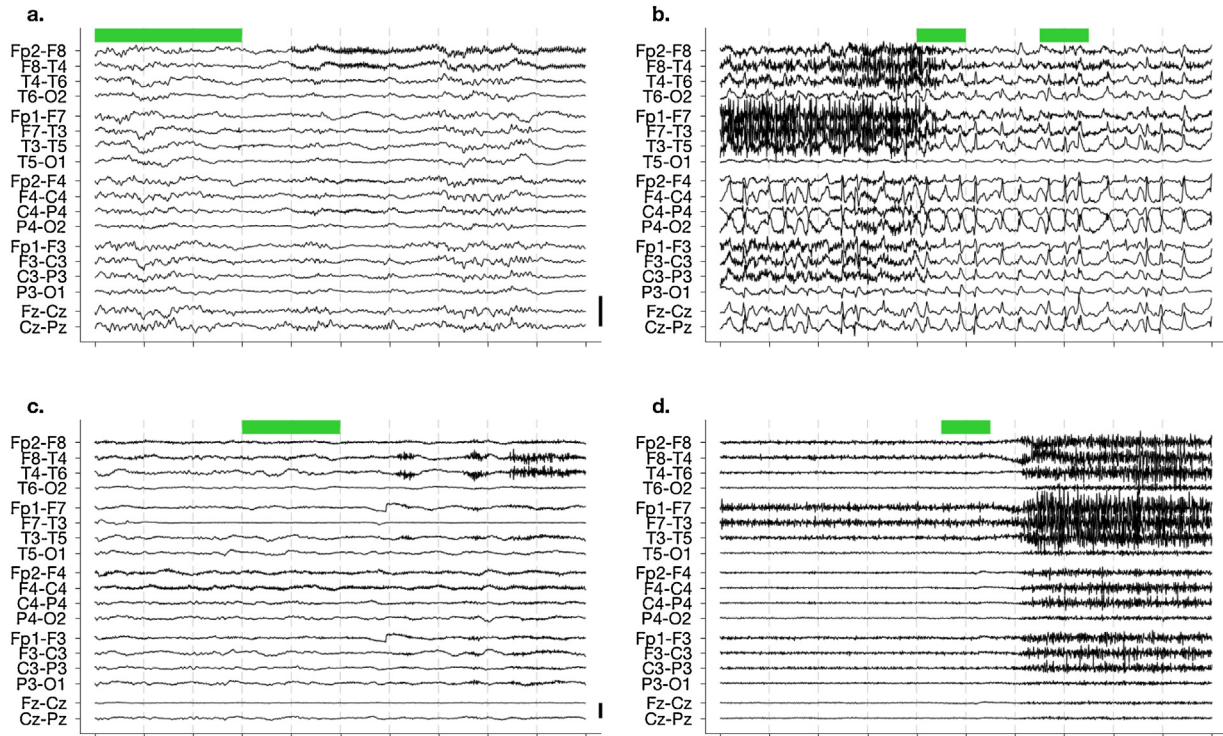 a.
Fp2-F8
F8-T4
T4-T6
T6-O2
Fp1-F7
F7-T3
T3-T5
T5-O1
Fp2-F4
F4-C4
C4-P4
P4-O2
Fp1-F3
F3-C3
C3-P3
P3-O1
Fz-Cz
Cz-Pz
b.
Fp2-F8
F8-T4
T4-T6
T6-O2
Fp1-F7
F7-T3
T3-T5
T5-O1
Fp2-F4
F4-C4
C4-P4
P4-O2
Fp1-F3
F3-C3
C3-P3
P3-O1
Fz-Cz
Cz-Pz
c.
Fp2-F8
F8-T4
T4-T6
T6-O2
Fp1-F7
F7-T3
T3-T5
T5-O1
Fp2-F4
F4-C4
C4-P4
P4-O2
Fp1-F3
F3-C3
C3-P3
P3-O1
Fz-Cz
Cz-Pz
d.
Fp2-F8
F8-T4
T4-T6
T6-O2
Fp1-F7
F7-T3
T3-T5
T5-O1
Fp2-F4
F4-C4
C4-P4
P4-O2
Fp1-F3
F3-C3
C3-P3
P3-O1
Fz-Cz
Cz-Pz